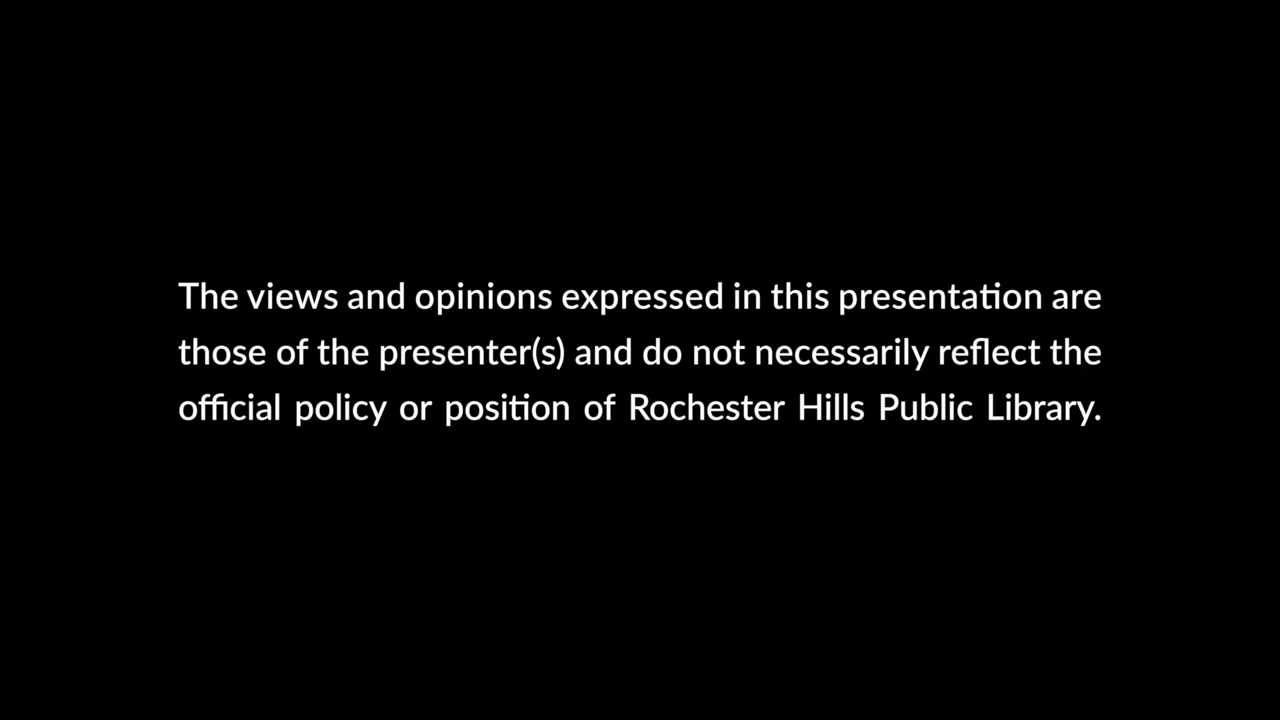 The views and opinions expressed in this presentation are
those of the presenter(s) and do not necessarily reflect the
official policy or position of Rochester Hills Public Library.